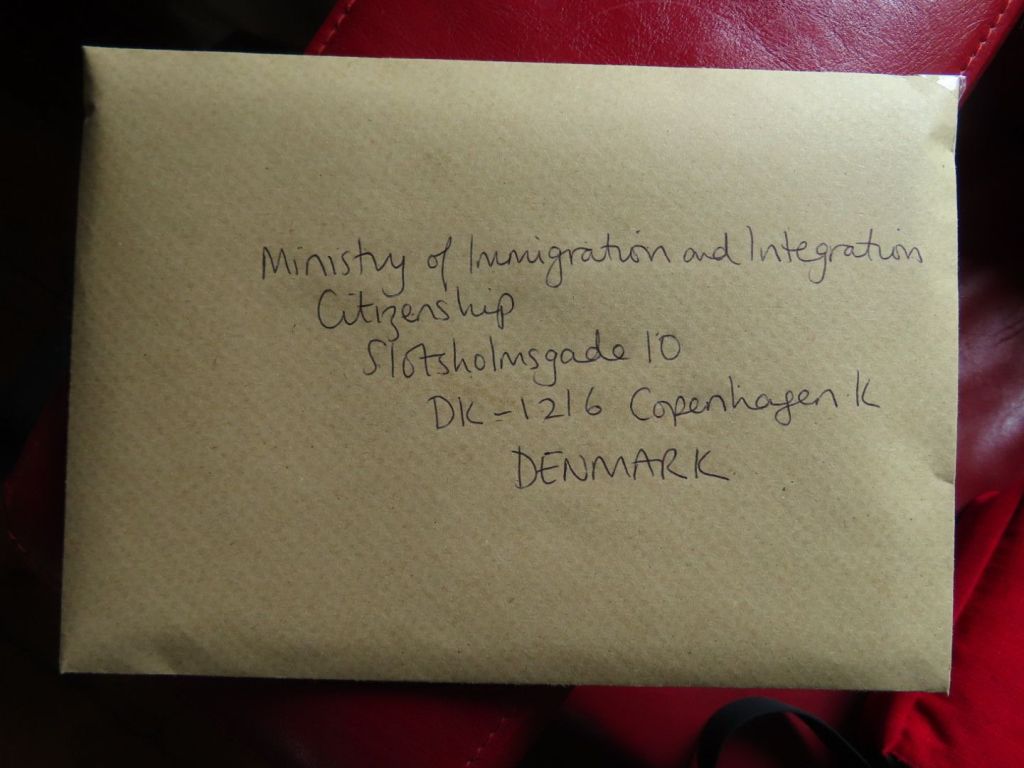 Ministry of Immigration and Integration
Citizenship
Slotsholmsgade 10
DK-1216 Copenhagen K
DENMARK